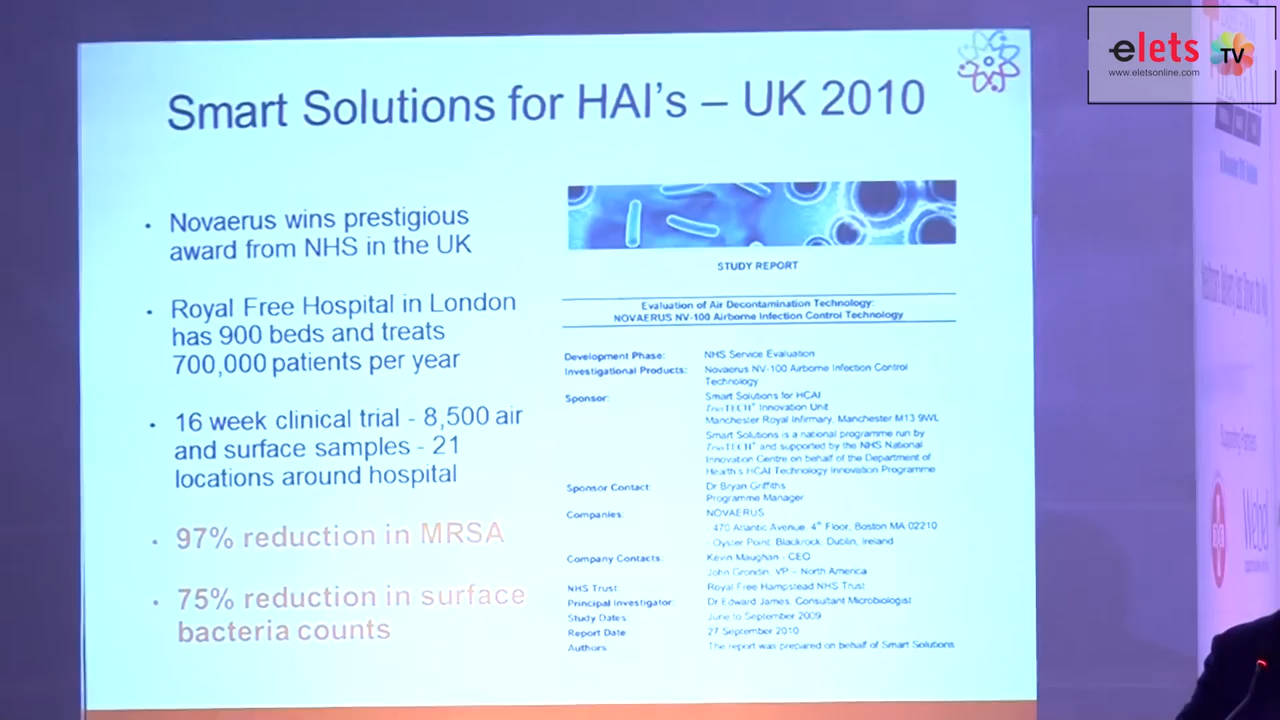 elets TV
www.eletsonline.com
Smart Solutions for HAI's – UK 2010
• Novaerus wins prestigious
award from NHS in the UK
• Royal Free Hospital in London
has 900 beds and treats
700,000 patients per year
• 16 week clinical trial - 8,500 air
and surface samples - 21
locations around hospital
• 97% reduction in MRSA
• 75% reduction in surface
bacteria counts
STUDY REPORT
Evaluation of Air Decontamination Technology:
NOVAERUS NV-100 Airborne Infection Control Technology
Development Phase: NHS Service Evaluation
Investigational Products: Novaerus NV-100 Airborne Infection Control
Technology
Sponsor: Smart Solutions for HCAI
TrusTECH Innovation Unit
Manchester Royal Infirmary, Manchester M13 9WL
Smart Solutions is a national programme run by
TrusTECH and supported by the NHS National
Innovation Centre on behalf of the Department of
Health's HCAI Technology Innovation Programme
Sponsor Contact: Dr Bryan Griffiths
Programme Manager
Companies: NOVAERUS
- 470 Atlantic Avenue, 4th Floor, Boston MA 02210
- Oyster Point, Blackrock, Dublin, Ireland
Company Contacts: Kevin Maughan - CEO
John Grondin, VP – North America
NHS Trust: Royal Free Hampstead NHS Trust
Principal Investigator: Dr Edward James, Consultant Microbiologist
Study Dates June to September 2009
Report Date 27 September 2010
Authors The report was prepared on behalf of Smart Solutions
Supporting Partners
Webel